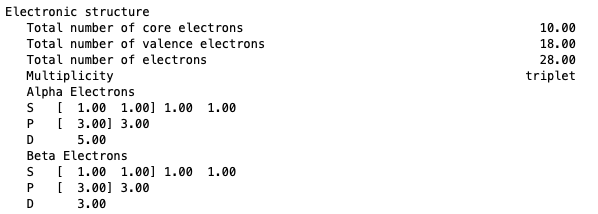 Electronic structure
Total number of core electrons 10.00
Total number of valence electrons 18.00
Total number of electrons 28.00
Multiplicity triplet
Alpha Electrons
S [ 1.00 1.00] 1.00 1.00
P [ 3.00] 3.00
D 5.00
Beta Electrons
S [ 1.00 1.00] 1.00 1.00
P [ 3.00] 3.00
D 3.00